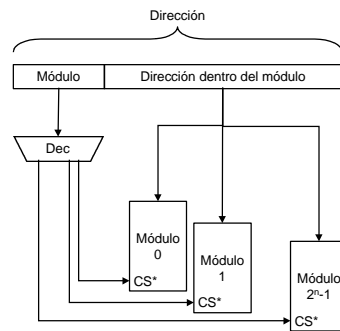 Dirección
Módulo
Dirección dentro del módulo
Dec
Módulo
0
CS*
Módulo
1
CS*
Módulo
2ⁿ-1
CS*